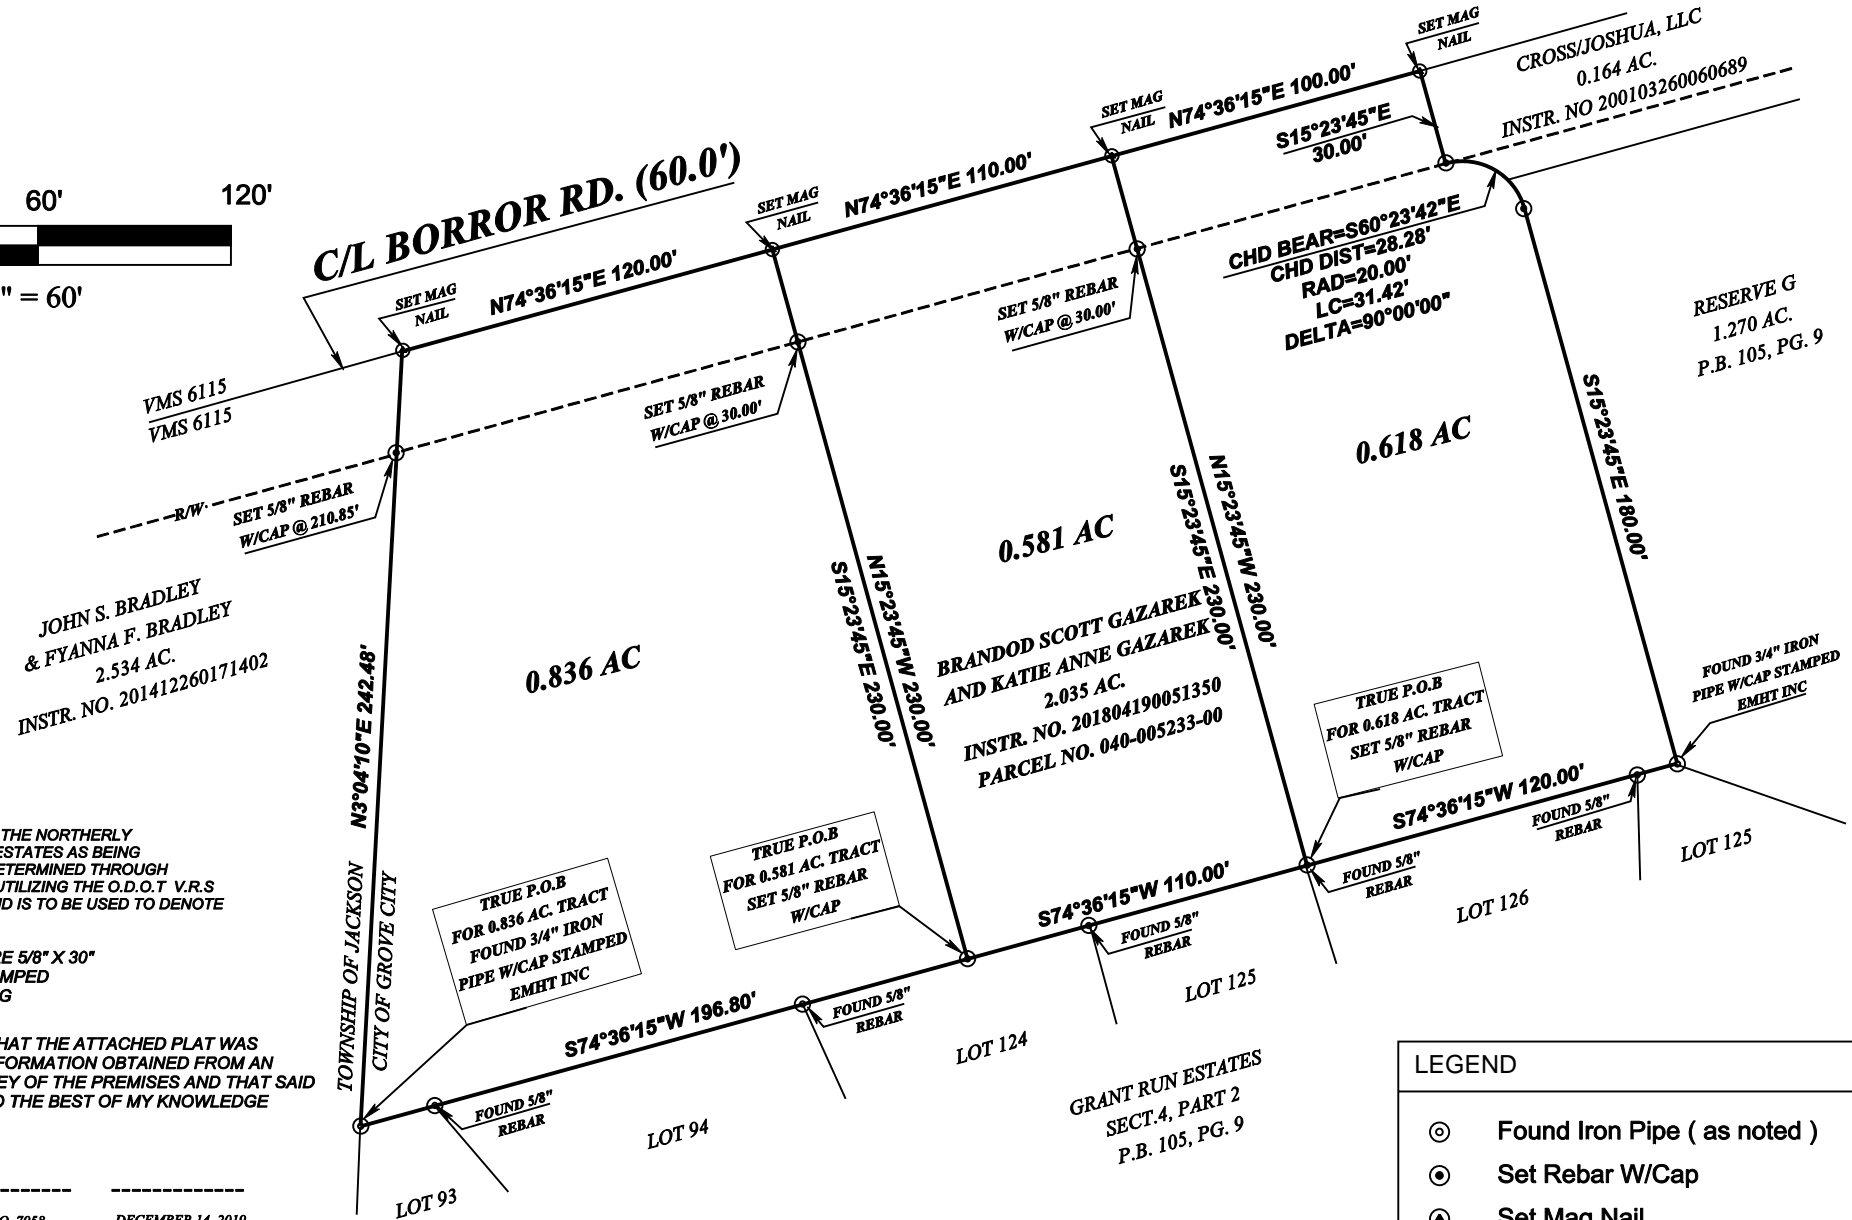 60'
120'
" = 60'
C/L BORROR RD. (60.0')
SET MAG
NAIL
N74°36'15"E 120.00'
SET MAG
NAIL
N74°36'15"E 110.00'
SET MAG
NAIL
N74°36'15"E 100.00'
SET MAG
NAIL
CROSS/JOSHUA, LLC
0.164 AC.
INSTR. NO 200103260060689
S15°23'45"E
30.00'
CHD BEAR=S60°23'42"E
CHD DIST=28.28'
RAD=20.00'
LC=31.42'
DELTA=90°00'00"
RESERVE G
1.270 AC.
P.B. 105, PG. 9
VMS 6115
VMS 6115
R/W
SET 5/8" REBAR
W/CAP @ 210.85'
SET 5/8" REBAR
W/CAP @ 30.00'
SET 5/8" REBAR
W/CAP @ 30.00'
JOHN S. BRADLEY
& FYANNA F. BRADLEY
2.534 AC.
INSTR. NO. 201412260171402
N3°04'10"E 242.48'
0.836 AC
S15°23'45"E 230.00'
N15°23'45"W 230.00'
0.581 AC
BRANDOD SCOTT GAZAREK
AND KATIE ANNE GAZAREK
2.035 AC.
INSTR. NO. 201804190051350
PARCEL NO. 040-005233-00
S15°23'45"E 230.00'
N15°23'45"W 230.00'
0.618 AC
S15°23'45"E 180.00'
FOUND 3/4" IRON
PIPE W/CAP STAMPED
EMHT INC
TRUE P.O.B
FOR 0.618 AC. TRACT
SET 5/8" REBAR
W/CAP
TRUE P.O.B
FOR 0.581 AC. TRACT
SET 5/8" REBAR
W/CAP
TRUE P.O.B
FOR 0.836 AC. TRACT
FOUND 3/4" IRON
PIPE W/CAP STAMPED
EMHT INC
TOWNSHIP OF JACKSON
CITY OF GROVE CITY
S74°36'15"W 196.80'
S74°36'15"W 110.00'
S74°36'15"W 120.00'
FOUND 5/8"
REBAR
FOUND 5/8"
REBAR
FOUND 5/8"
REBAR
FOUND 5/8"
REBAR
FOUND 5/8"
REBAR
LOT 93
LOT 94
LOT 124
LOT 125
LOT 126
LOT 125
GRANT RUN ESTATES
SECT.4, PART 2
P.B. 105, PG. 9
THE NORTHERLY
ESTATES AS BEING
ETERMINED THROUGH
UTILIZING THE O.D.O.T V.R.S
ND IS TO BE USED TO DENOTE
RE 5/8" X 30"
MPED
G
HAT THE ATTACHED PLAT WAS
FORMATION OBTAINED FROM AN
EY OF THE PREMISES AND THAT SAID
O THE BEST OF MY KNOWLEDGE
O. 7058
DECEMBER 14, 2019
LEGEND
Found Iron Pipe ( as noted )
Set Rebar W/Cap
Set Mag Nail